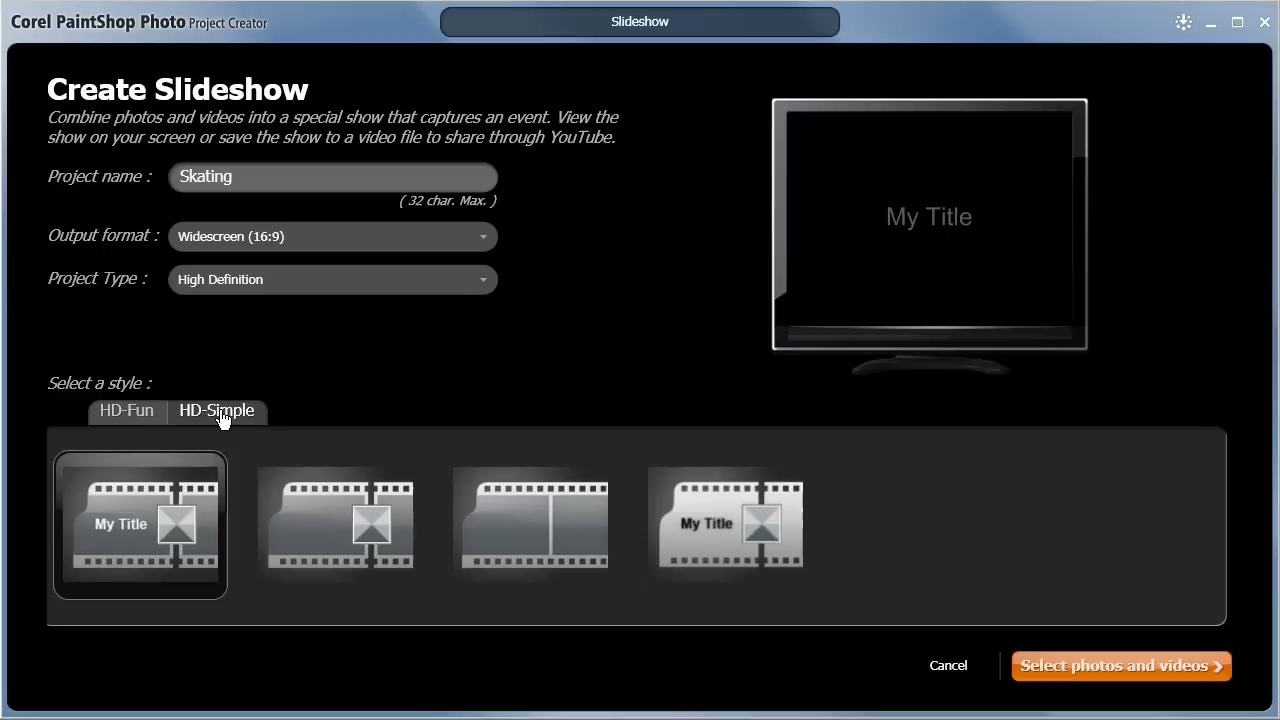 Corel PaintShop Photo Project Creator
Slideshow
Create Slideshow
Combine photos and videos into a special show that captures an event. View the
show on your screen or save the show to a video file to share through YouTube.
Project name : Skating
( 32 char. Max. )
Output format : Widescreen (16:9)
Project Type : High Definition
My Title
Select a style :
HD-Fun HD-Simple
My Title My Title
Cancel Select photos and videos